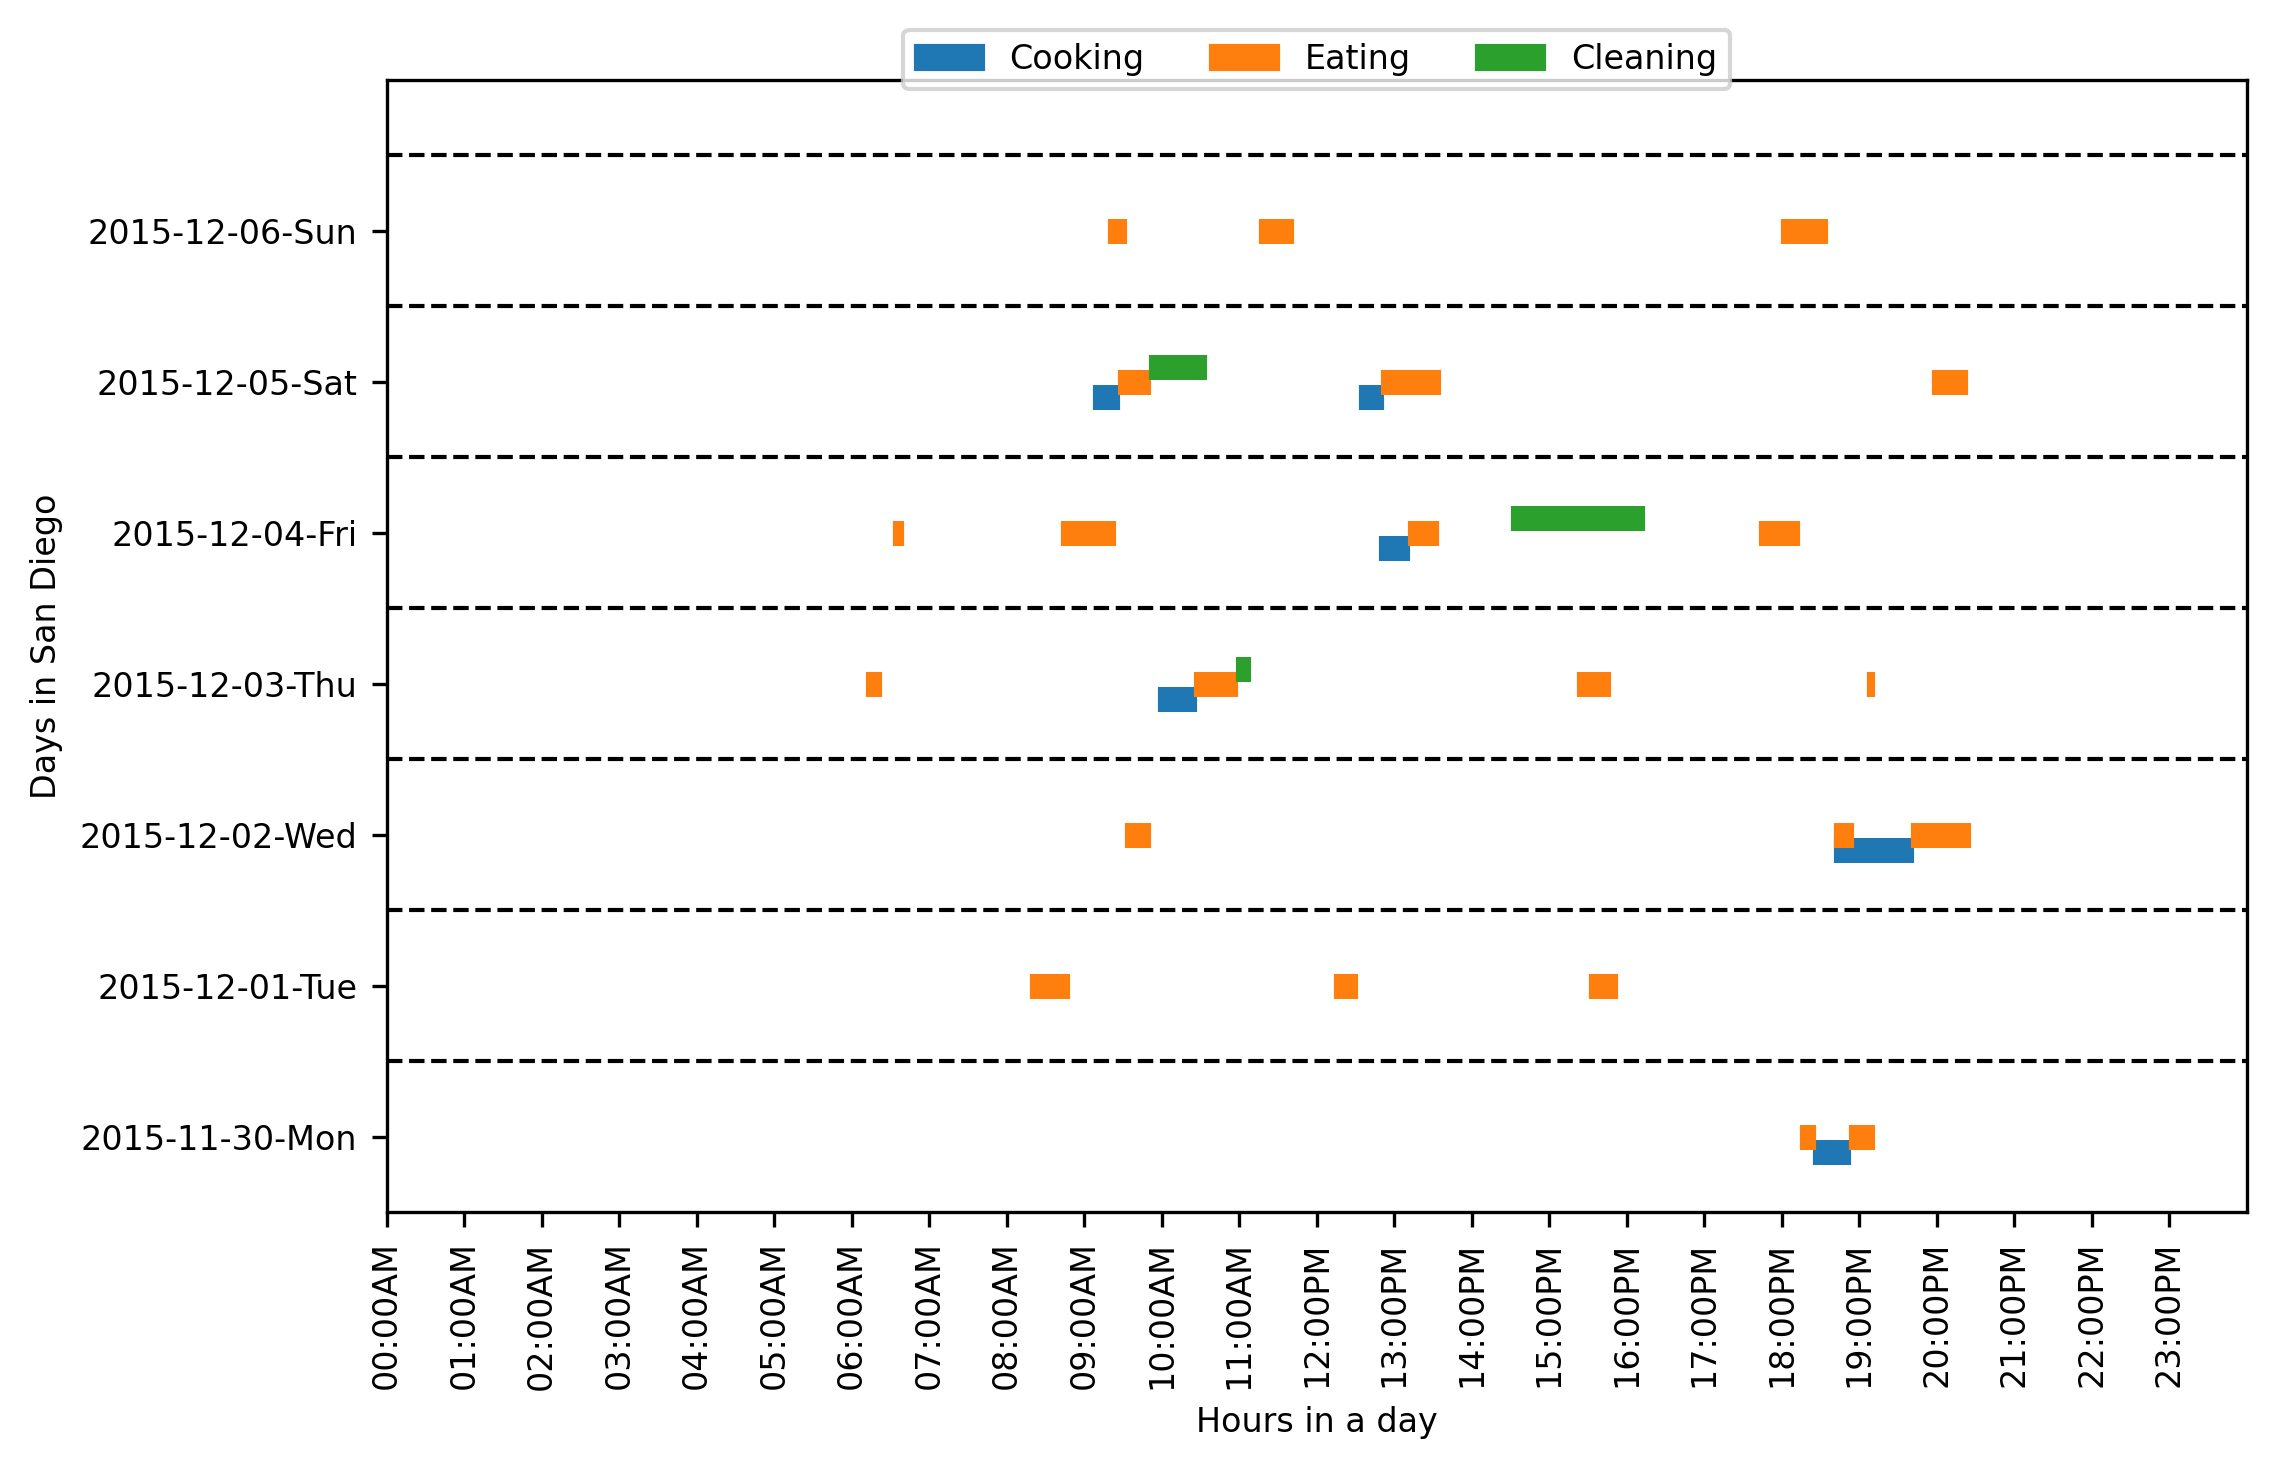 Cooking Eating Cleaning
2015-12-06-Sun
2015-12-05-Sat
2015-12-04-Fri
2015-12-03-Thu
2015-12-02-Wed
2015-12-01-Tue
2015-11-30-Mon
Days in San Diego
00:00AM
01:00AM
02:00AM
03:00AM
04:00AM
05:00AM
06:00AM
07:00AM
08:00AM
09:00AM
10:00AM
11:00AM
12:00PM
13:00PM
14:00PM
15:00PM
16:00PM
17:00PM
18:00PM
19:00PM
20:00PM
21:00PM
22:00PM
23:00PM
Hours in a day